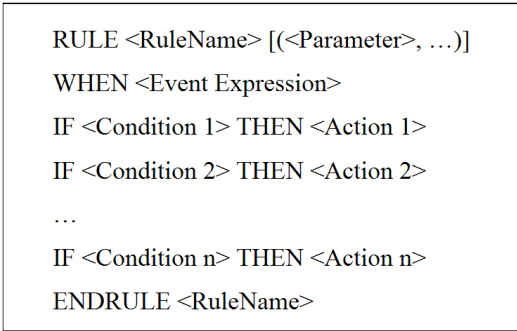 RULE <RuleName> [(<Parameter>, …)]
WHEN <Event Expression>
IF <Condition 1> THEN <Action 1>
IF <Condition 2> THEN <Action 2>
…
IF <Condition n> THEN <Action n>
ENDRULE <RuleName>